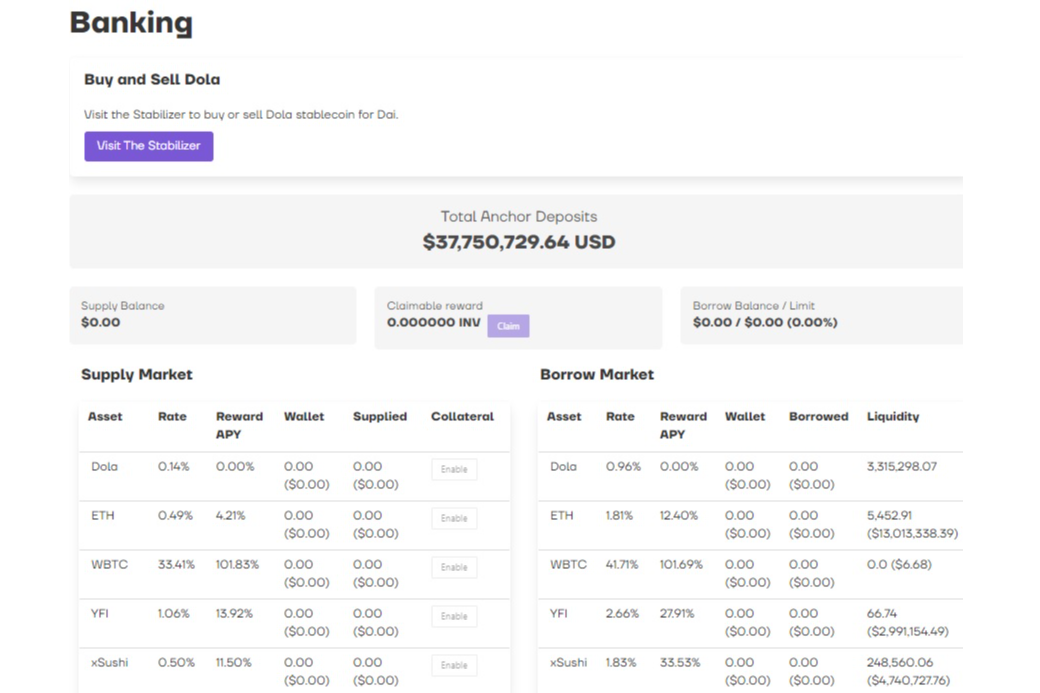 Banking
Buy and Sell Dola
Visit the Stabilizer to buy or sell Dola stablecoin for Dai.
Visit The Stabilizer
Total Anchor Deposits
$37,750,729.64 USD
Supply Balance
$0.00
Claimable reward
0.000000 INV Claim
Borrow Balance / Limit
$0.00 / $0.00 (0.00%)
Supply Market
Asset Rate Reward APY Wallet Supplied Collateral
Dola 0.14% 0.00% 0.00 ($0.00) 0.00 ($0.00) Enable
ETH 0.49% 4.21% 0.00 ($0.00) 0.00 ($0.00) Enable
WBTC 33.41% 101.83% 0.00 ($0.00) 0.00 ($0.00) Enable
YFI 1.06% 13.92% 0.00 ($0.00) 0.00 ($0.00) Enable
xSushi 0.50% 11.50% 0.00 ($0.00) 0.00 ($0.00) Enable
Borrow Market
Asset Rate Reward APY Wallet Borrowed Liquidity
Dola 0.96% 0.00% 0.00 ($0.00) 0.00 ($0.00) 3,315,298.07
ETH 1.81% 12.40% 0.00 ($0.00) 0.00 ($0.00) 5,452.91 ($13,013,338.39)
WBTC 41.71% 101.69% 0.00 ($0.00) 0.00 ($0.00) 0.0 ($6.68)
YFI 2.66% 27.91% 0.00 ($0.00) 0.00 ($0.00) 66.74 ($2,991,154.49)
xSushi 1.83% 33.53% 0.00 ($0.00) 0.00 ($0.00) 248,560.06 ($4,740,727.76)